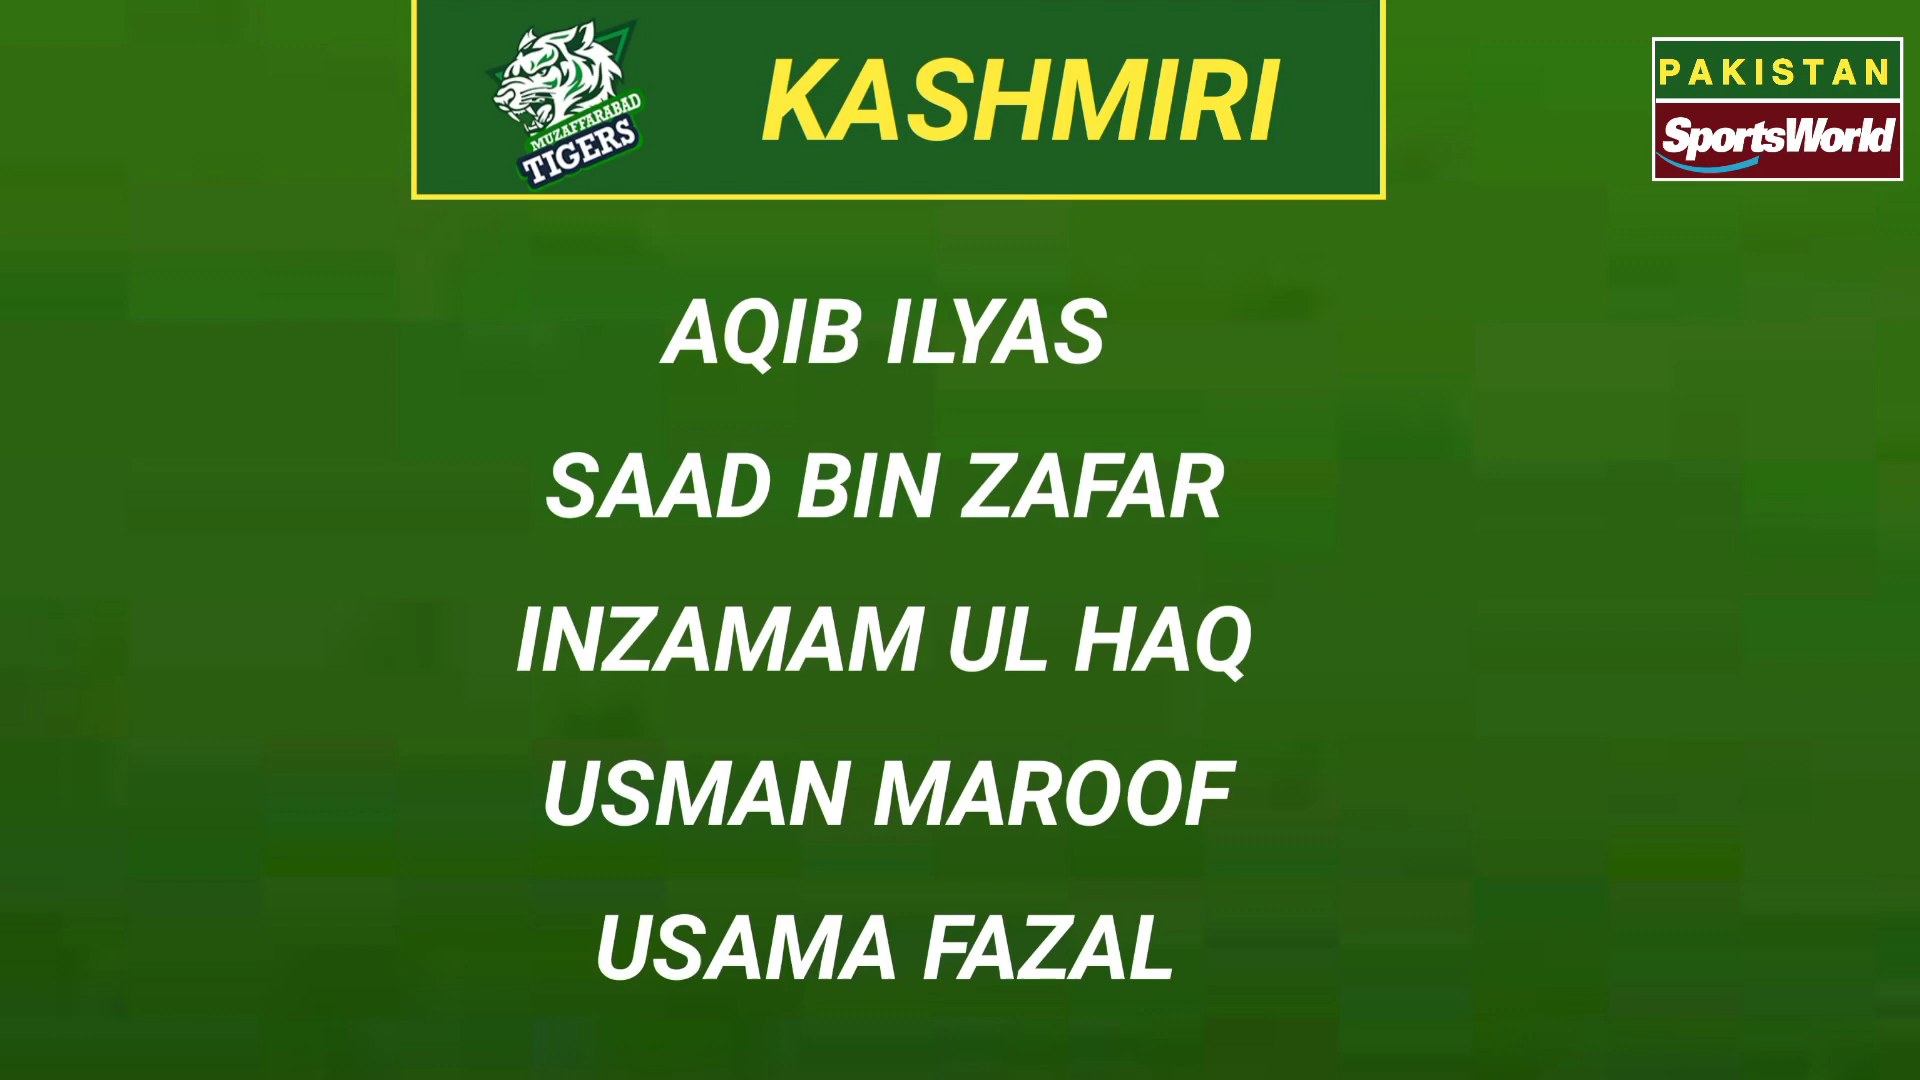 MUZAFFARABAD
TIGERS
KASHMIRI
PAKISTAN
SportsWorld
AQIB ILYAS
SAAD BIN ZAFAR
INZAMAM UL HAQ
USMAN MAROOF
USAMA FAZAL